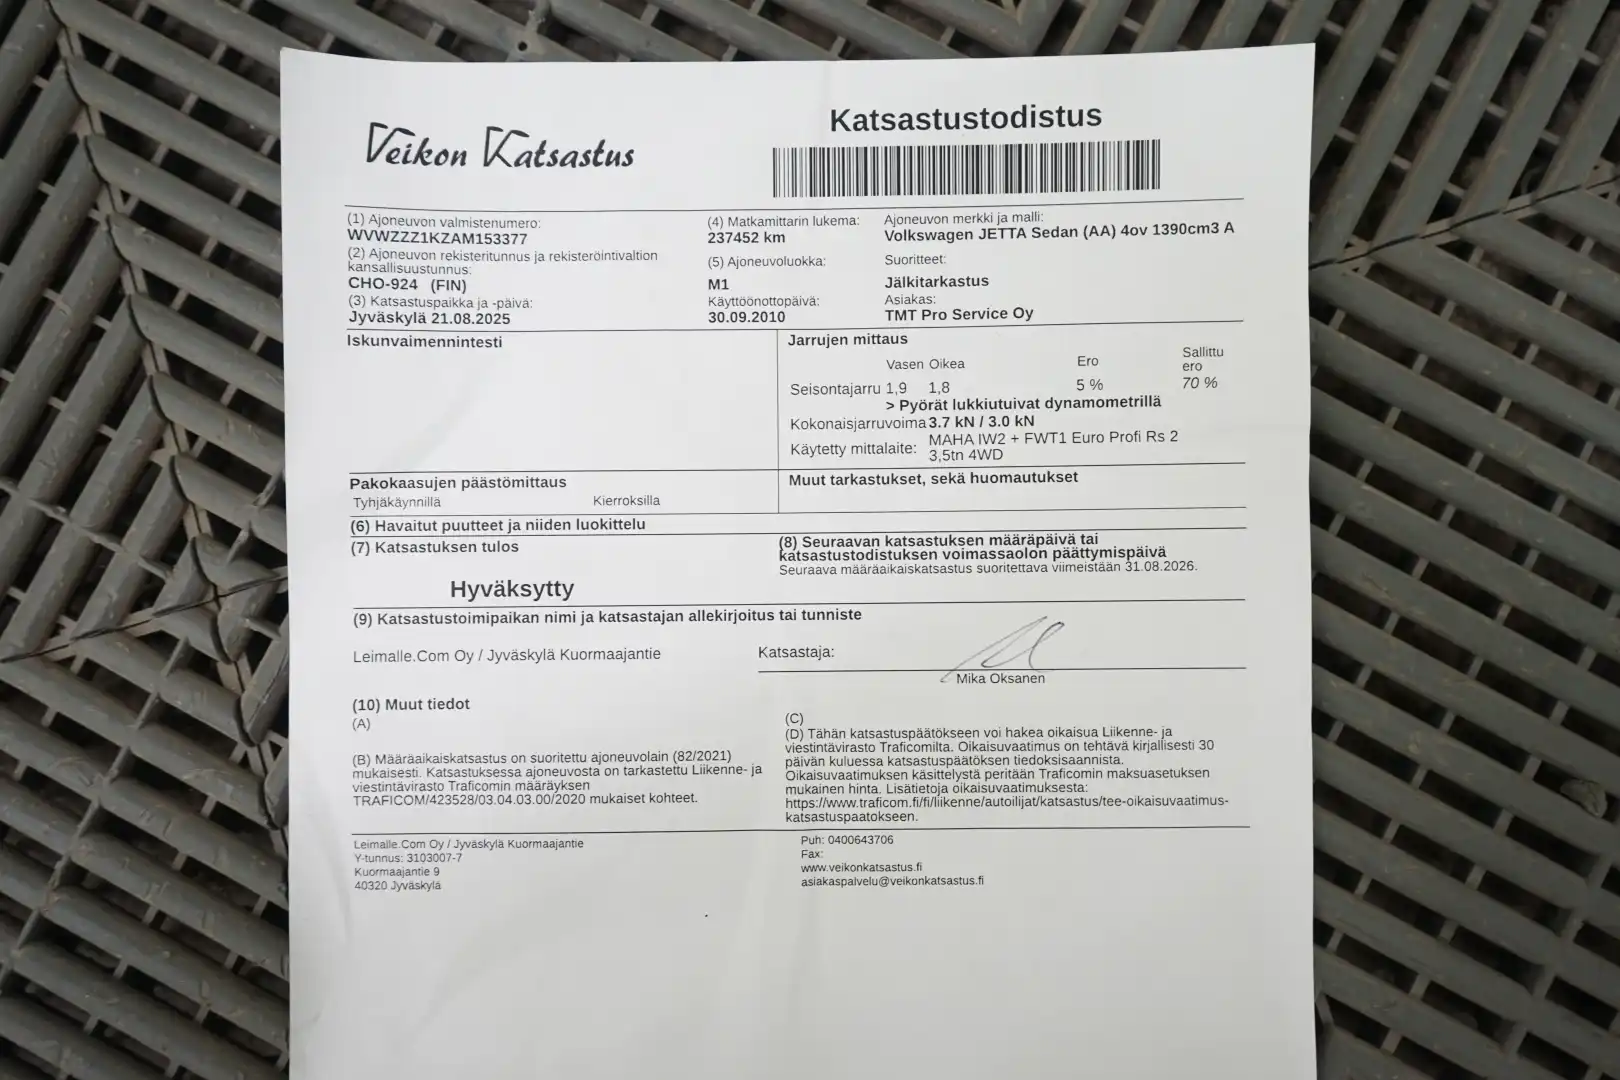 Veikon Katsastus
Katsastustodistus
(1) Ajoneuvon valmistenumero:
WVWZZZ1KZAM153377
(2) Ajoneuvon rekisteritunnus ja rekisteröintivaltion
kansallisuustunnus:
CHO-924 (FIN)
(3) Katsastuspaikka ja -päivä:
Jyväskylä 21.08.2025
(4) Matkamittarin lukema:
237452 km
(5) Ajoneuvoluokka:
M1
Käyttöönottopäivä:
30.09.2010
Ajoneuvon merkki ja malli:
Volkswagen JETTA Sedan (AA) 4ov 1390cm3 A
Suoritteet:
Jälkitarkastus
Asiakas:
TMT Pro Service Oy
Iskunvaimennintesti
Jarrujen mittaus
Vasen Oikea Ero Sallittu
ero
Seisontajarru 1,9 1,8 5 % 70 %
> Pyörät lukkiutuivat dynamometrillä
Kokonaisjarruvoima 3.7 kN / 3.0 kN
Käytetty mittalaite: MAHA IW2 + FWT1 Euro Profi Rs 2
3,5tn 4WD
Pakokaasujen päästömittaus
Tyhjäkäynnillä Kierroksilla
Muut tarkastukset, sekä huomautukset
(6) Havaitut puutteet ja niiden luokittelu
(7) Katsastuksen tulos
Hyväksytty
(8) Seuraavan katsastuksen määräpäivä tai
katsastustodistuksen voimassaolon päättymispäivä
Seuraava määräaikaiskatsastus suoritettava viimeistään 31.08.2026.
(9) Katsastustoimipaikan nimi ja katsastajan allekirjoitus tai tunniste
Leimalle.Com Oy / Jyväskylä Kuormaajantie
Katsastaja:
Mika Oksanen
(10) Muut tiedot
(A)
(B) Määräaikaiskatsastus on suoritettu ajoneuvolain (82/2021)
mukaisesti. Katsastuksessa ajoneuvosta on tarkastettu Liikenne- ja
viestintävirasto Traficomin määräyksen
TRAFICOM/423528/03.04.03.00/2020 mukaiset kohteet.
(C)
(D) Tähän katsastuspäätökseen voi hakea oikaisua Liikenne- ja
viestintävirasto Traficomilta. Oikaisuvaatimus on tehtävä kirjallisesti 30
päivän kuluessa katsastuspäätöksen tiedoksisaannista.
Oikaisuvaatimuksen käsittelystä peritään Traficomin maksuasetuksen
mukainen hinta. Lisätietoja oikaisuvaatimuksesta:
https://www.traficom.fi/fi/liikenne/autoilijat/katsastus/tee-oikaisuvaatimus-
katsastuspaatokseen.
Leimalle.Com Oy / Jyväskylä Kuormaajantie
Y-tunnus: 3103007-7
Kuormaajantie 9
40320 Jyväskylä
Puh: 0400643706
Fax:
www.veikonkatsastus.fi
asiakaspalvelu@veikonkatsastus.fi